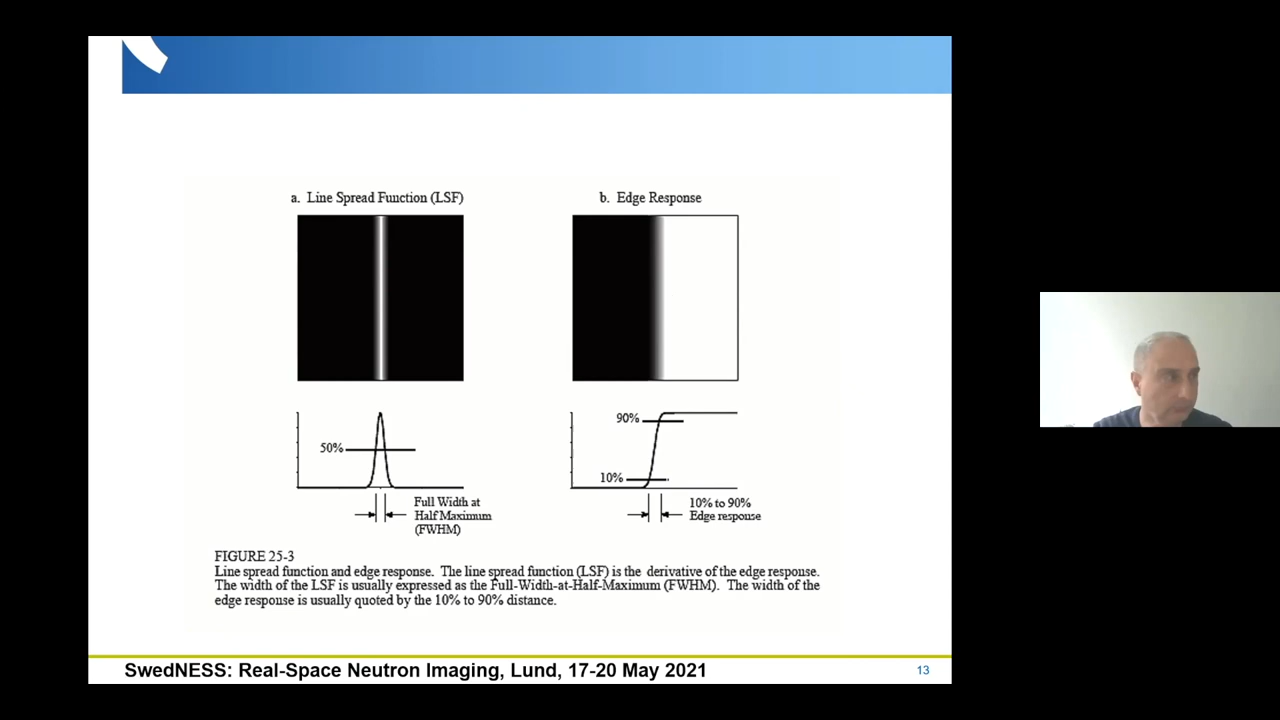 a. Line Spread Function (LSF)
b. Edge Response
50%
Full Width at
Half Maximum
(FWHM)
90%
10%
10% to 90%
Edge response
FIGURE 25-3
Line spread function and edge response. The line spread function (LSF) is the derivative of the edge response.
The width of the LSF is usually expressed as the Full-Width-at-Half-Maximum (FWHM). The width of the
edge response is usually quoted by the 10% to 90% distance.
SwedNESS: Real-Space Neutron Imaging, Lund, 17-20 May 2021
13